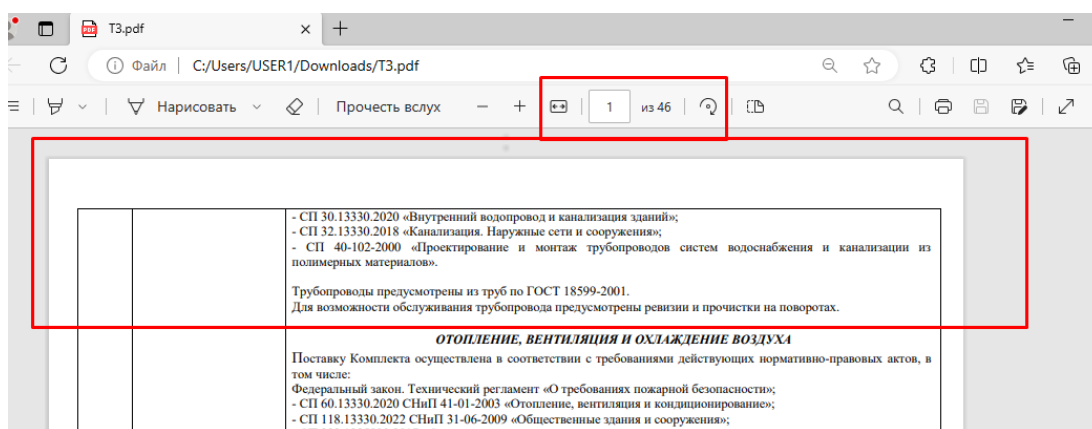 T3.pdf
Файл | C:/Users/USER1/Downloads/T3.pdf
Нарисовать Прочесть вслух 1 из 46
- СП 30.13330.2020 «Внутренний водопровод и канализация зданий»;
- СП 32.13330.2018 «Канализация. Наружные сети и сооружения»;
- СП 40-102-2000 «Проектирование и монтаж трубопроводов систем водоснабжения и канализации из
полимерных материалов».
Трубопроводы предусмотрены из труб по ГОСТ 18599-2001.
Для возможности обслуживания трубопровода предусмотрены ревизии и прочистки на поворотах.
ОТОПЛЕНИЕ, ВЕНТИЛЯЦИЯ И ОХЛАЖДЕНИЕ ВОЗДУХА
Поставку Комплекта осуществлена в соответствии с требованиями действующих нормативно-правовых актов, в
том числе:
Федеральный закон. Технический регламент «О требованиях пожарной безопасности»;
- СП 60.13330.2020 СНиП 41-01-2003 «Отопление, вентиляция и кондиционирование»;
- СП 118.13330.2022 СНиП 31-06-2009 «Общественные здания и сооружения»;